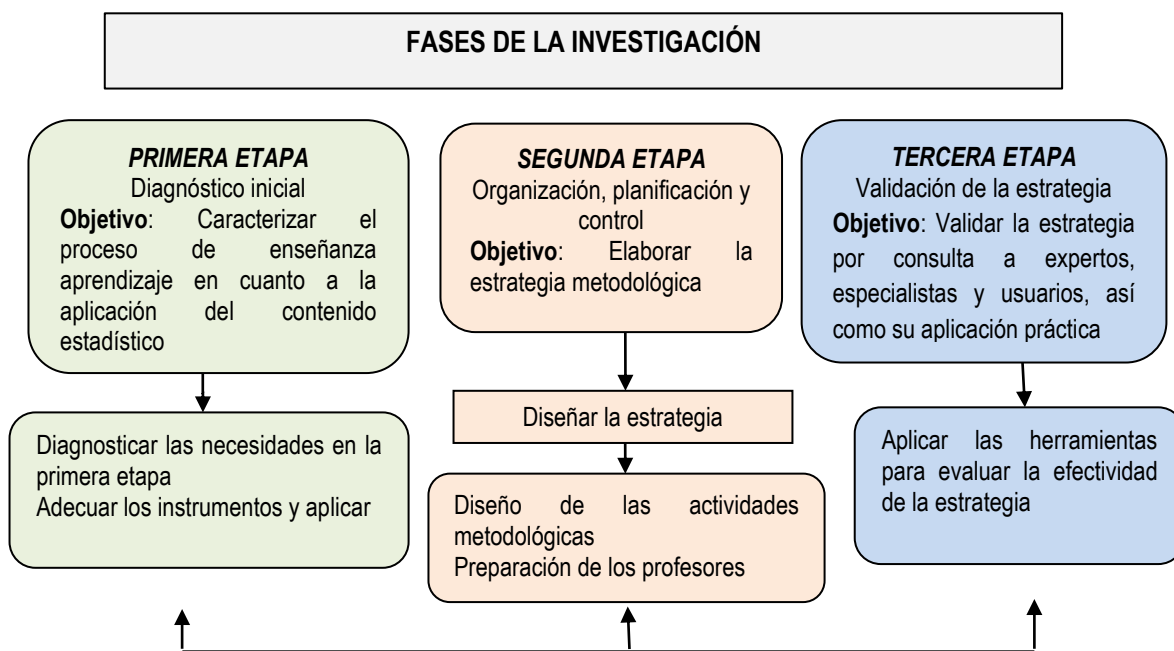 FASES DE LA INVESTIGACIÓN
PRIMERA ETAPA
Diagnóstico inicial
Objetivo: Caracterizar el
proceso de enseñanza
aprendizaje en cuanto a la
aplicación del contenido
estadístico
Diagnosticar las necesidades en la
primera etapa
Adecuar los instrumentos y aplicar
SEGUNDA ETAPA
Organización, planificación y
control
Objetivo: Elaborar la
estrategia metodológica
Diseñar la estrategia
Diseño de las actividades
metodológicas
Preparación de los profesores
TERCERA ETAPA
Validación de la estrategia
Objetivo: Validar la estrategia
por consulta a expertos,
especialistas y usuarios, así
como su aplicación práctica
Aplicar las herramientas
para evaluar la efectividad
de la estrategia